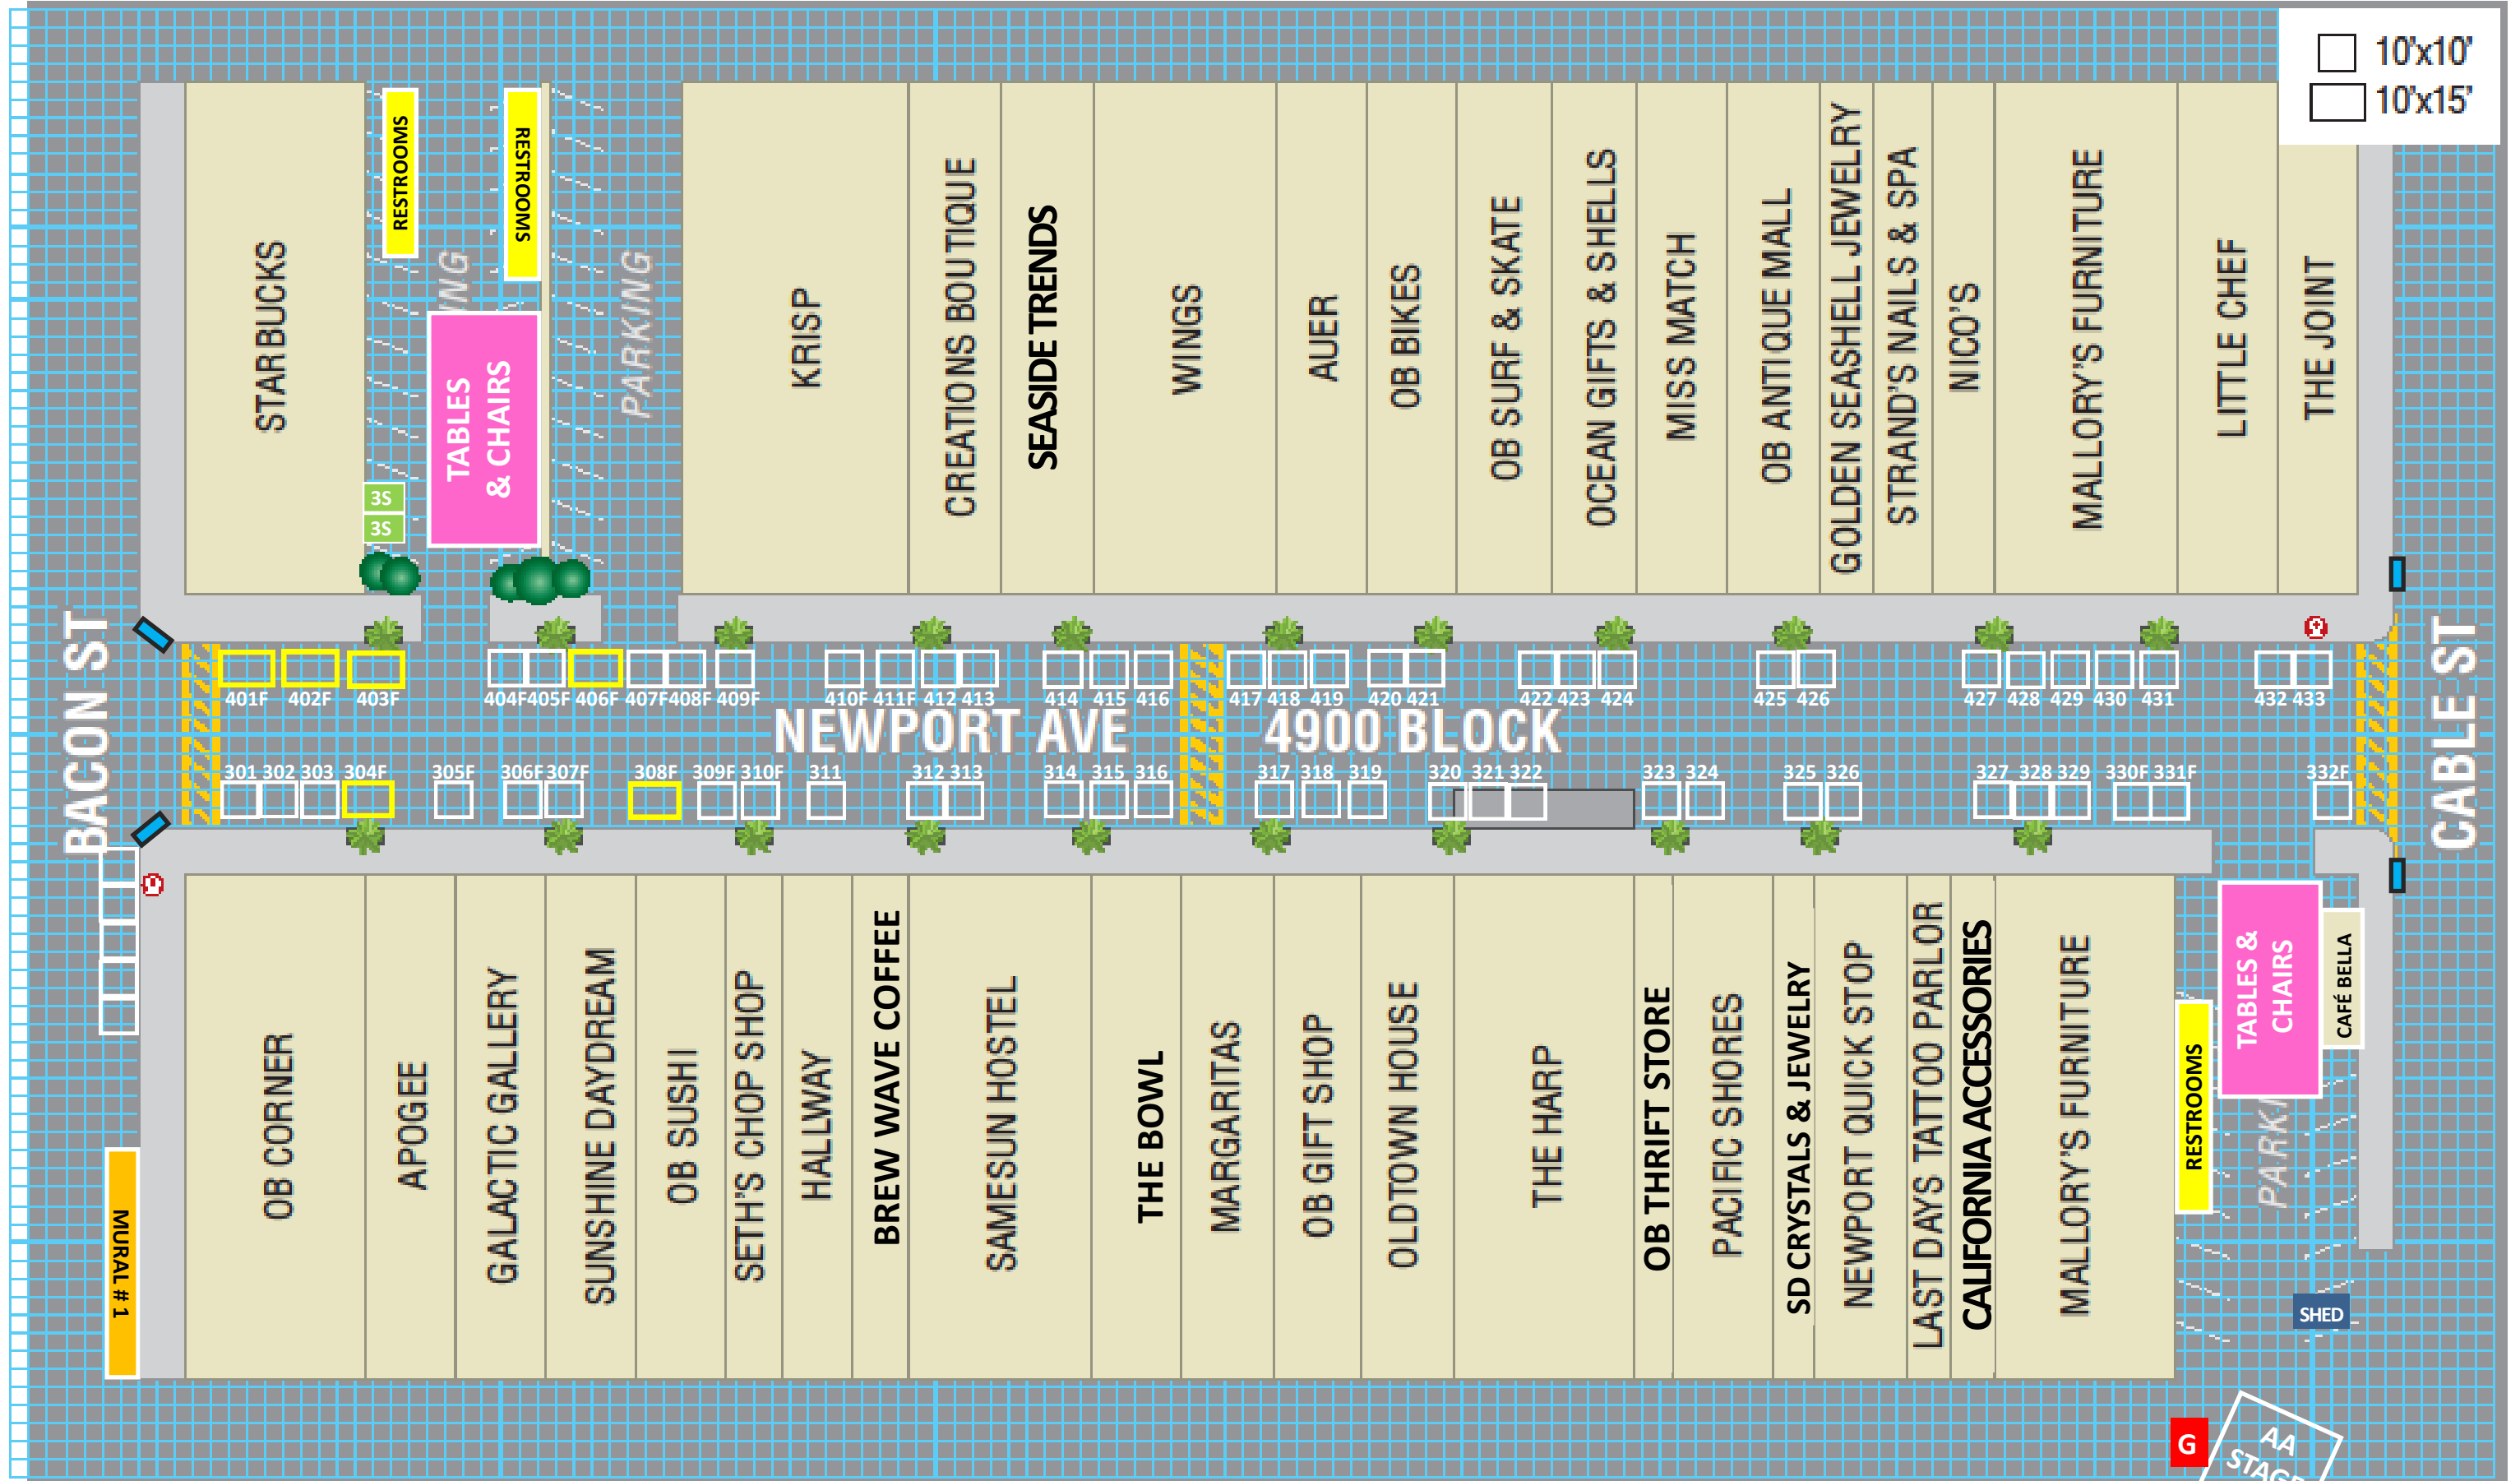 10'x10'
10'x15'
STARBUCKS
RESTROOMS
RESTROOMS
ING
TABLES
& CHAIRS
3S
3S
PARKING
KRISP
CREATIONS BOUTIQUE
SEASIDE TRENDS
WINGS
AUER
OB BIKES
OB SURF & SKATE
OCEAN GIFTS & SHELLS
MISS MATCH
OB ANTIQUE MALL
GOLDEN SEASHELL JEWELRY
STRAND'S NAILS & SPA
NICO'S
MALLORY'S FURNITURE
LITTLE CHEF
THE JOINT
BACON ST
401F 402F 403F 404F 405F 406F 407F 408F 409F 410F 411F 412 413 414 415 416 417 418 419 420 421 422 423 424 425 426 427 428 429 430 431 432 433
NEWPORT AVE 4900 BLOCK
301 302 303 304F 305F 306F 307F 308F 309F 310F 311 312 313 314 315 316 317 318 319 320 321 322 323 324 325 326 327 328 329 330F 331F 332F
CABLE ST
MURAL # 1
OB CORNER
APOGEE
GALACTIC GALLERY
SUNSHINE DAYDREAM
OB SUSHI
SETH'S CHOP SHOP
HALLWAY
BREW WAVE COFFEE
SAMESUN HOSTEL
THE BOWL
MARGARITAS
OB GIFT SHOP
OLDTOWN HOUSE
THE HARP
OB THRIFT STORE
PACIFIC SHORES
SD CRYSTALS & JEWELRY
NEWPORT QUICK STOP
LAST DAYS TATTOO PARLOR
CALIFORNIA ACCESSORIES
MALLORY'S FURNITURE
RESTROOMS
TABLES &
CHAIRS
CAFÉ BELLA
PARK
SHED
G
AA
STAGE